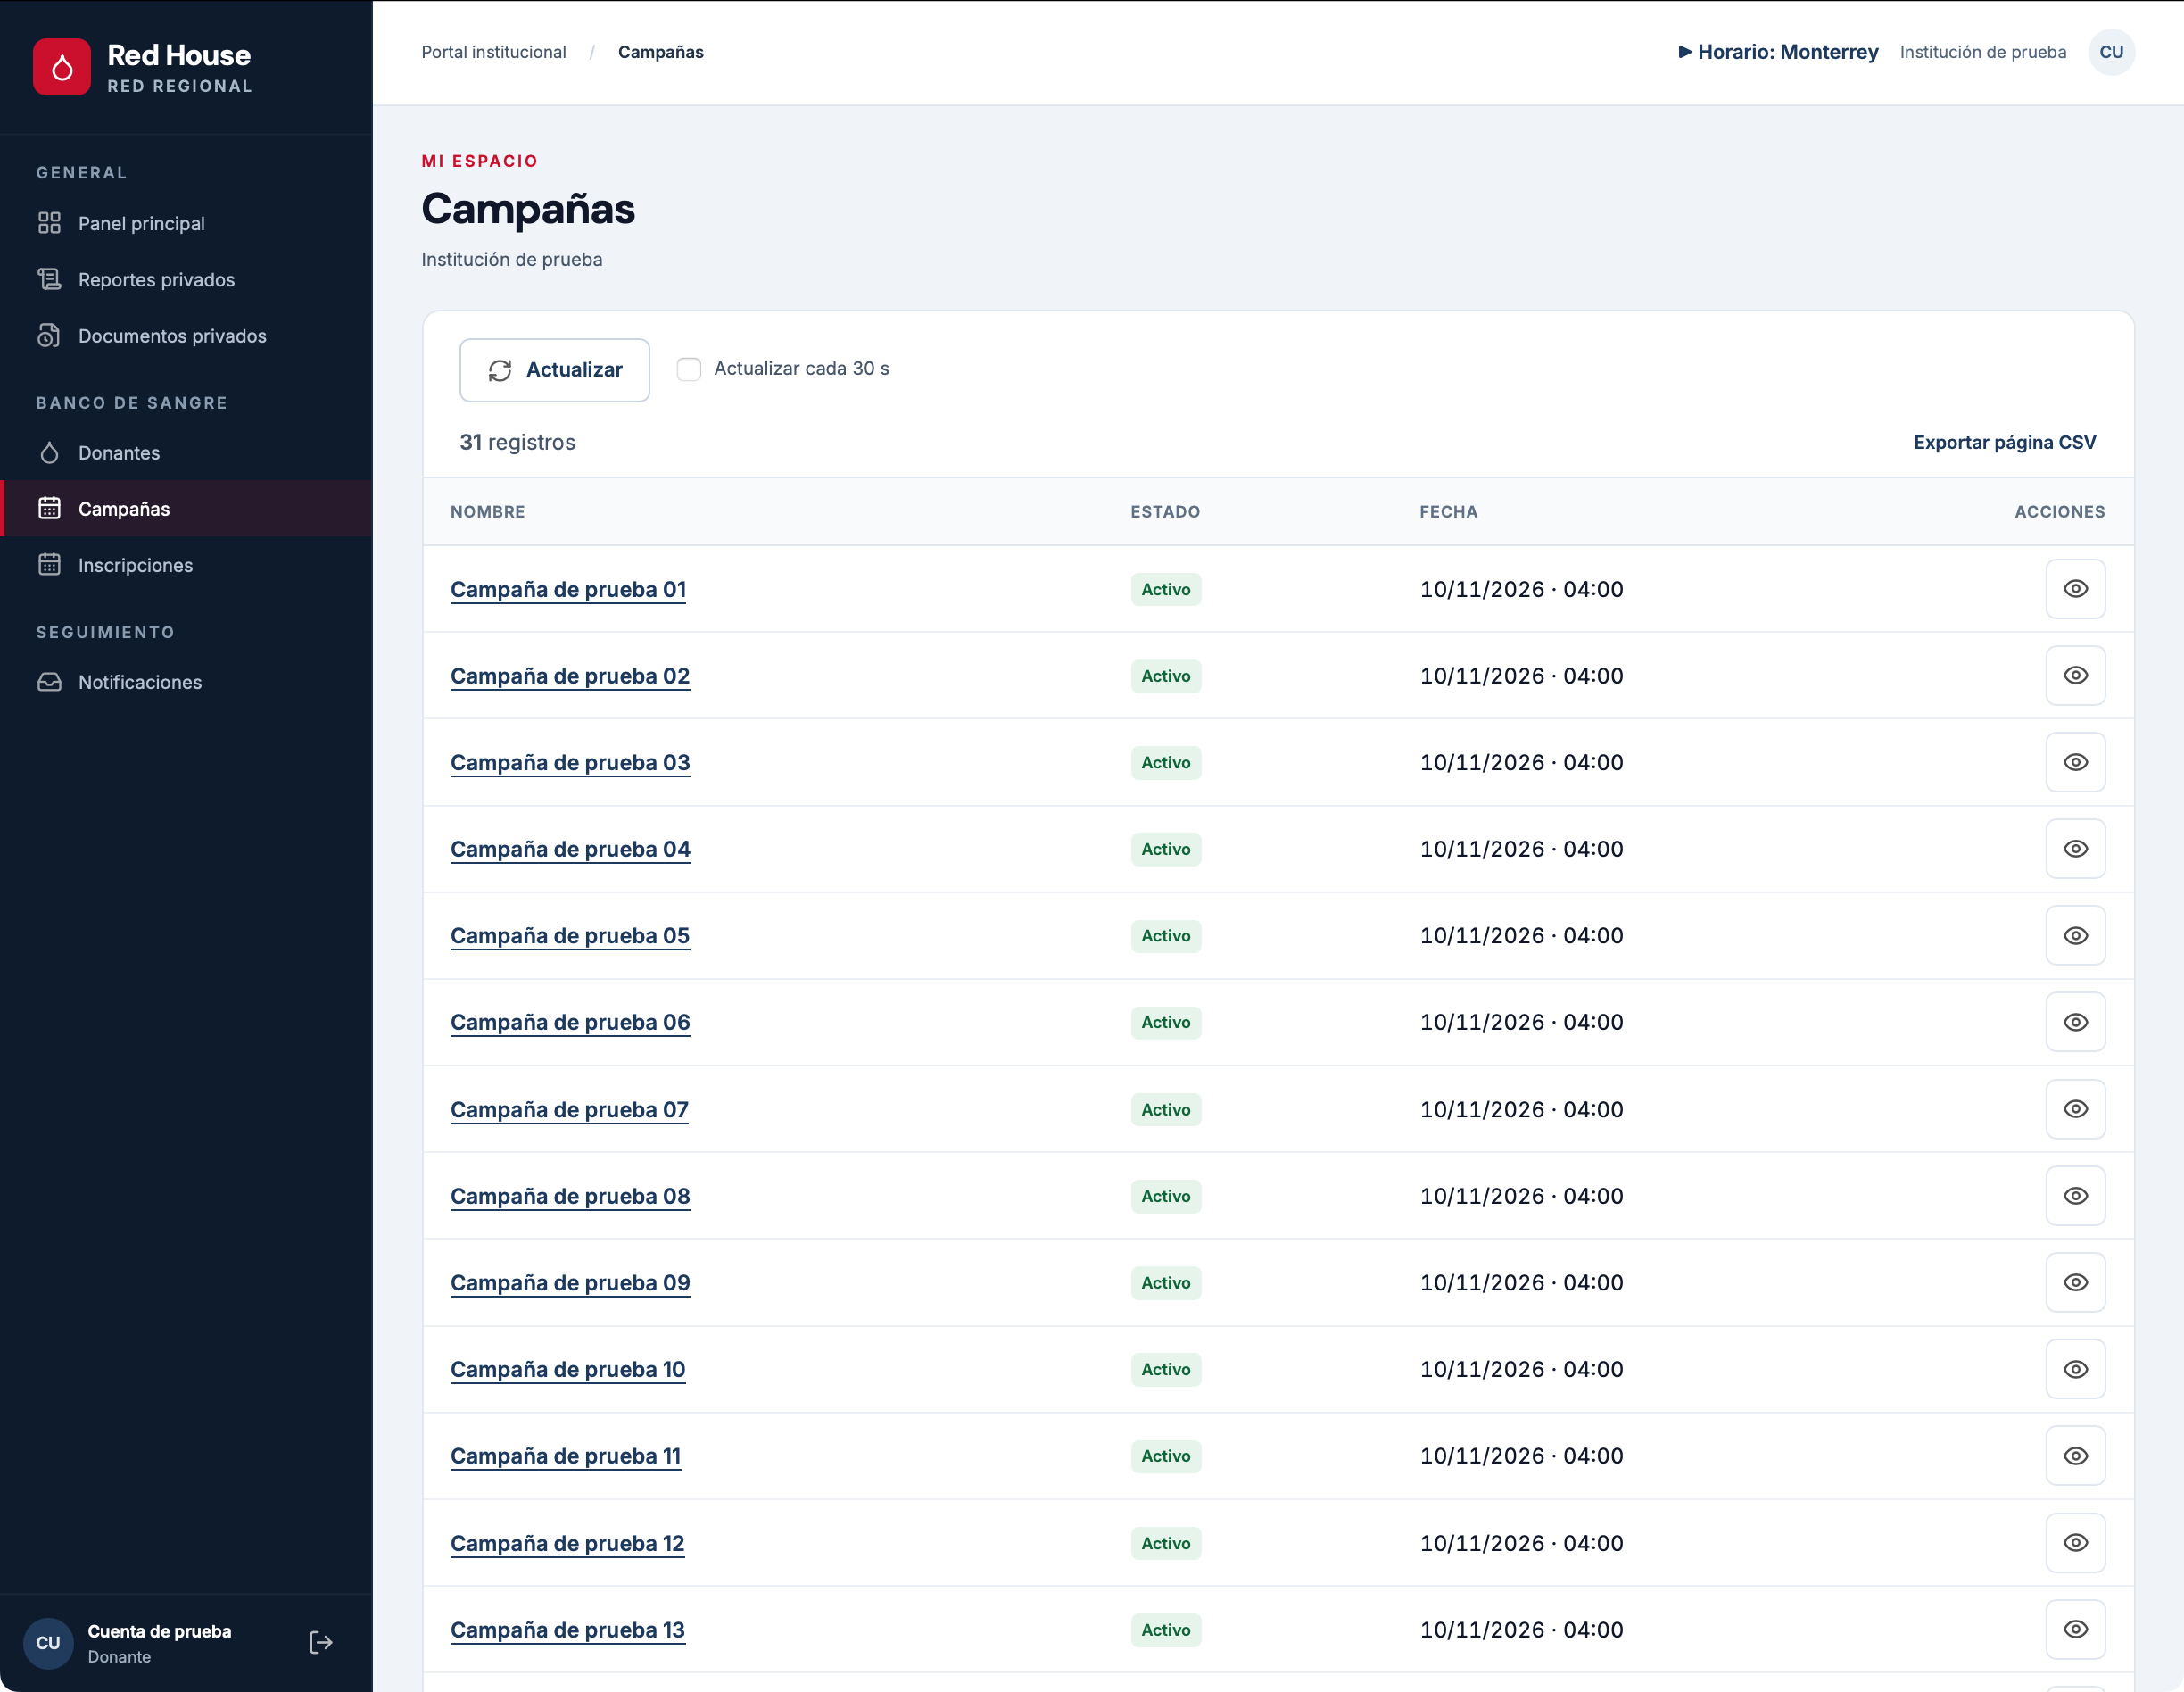 Red House
RED REGIONAL
GENERAL
Panel principal
Reportes privados
Documentos privados
BANCO DE SANGRE
Donantes
Campañas
Inscripciones
SEGUIMIENTO
Notificaciones
CU
Cuenta de prueba
Donante
Portal institucional / Campañas
Horario: Monterrey Institución de prueba CU
MI ESPACIO
Campañas
Institución de prueba
Actualizar Actualizar cada 30 s
31 registros Exportar página CSV
NOMBRE ESTADO FECHA ACCIONES
Campaña de prueba 01 Activo 10/11/2026 · 04:00
Campaña de prueba 02 Activo 10/11/2026 · 04:00
Campaña de prueba 03 Activo 10/11/2026 · 04:00
Campaña de prueba 04 Activo 10/11/2026 · 04:00
Campaña de prueba 05 Activo 10/11/2026 · 04:00
Campaña de prueba 06 Activo 10/11/2026 · 04:00
Campaña de prueba 07 Activo 10/11/2026 · 04:00
Campaña de prueba 08 Activo 10/11/2026 · 04:00
Campaña de prueba 09 Activo 10/11/2026 · 04:00
Campaña de prueba 10 Activo 10/11/2026 · 04:00
Campaña de prueba 11 Activo 10/11/2026 · 04:00
Campaña de prueba 12 Activo 10/11/2026 · 04:00
Campaña de prueba 13 Activo 10/11/2026 · 04:00